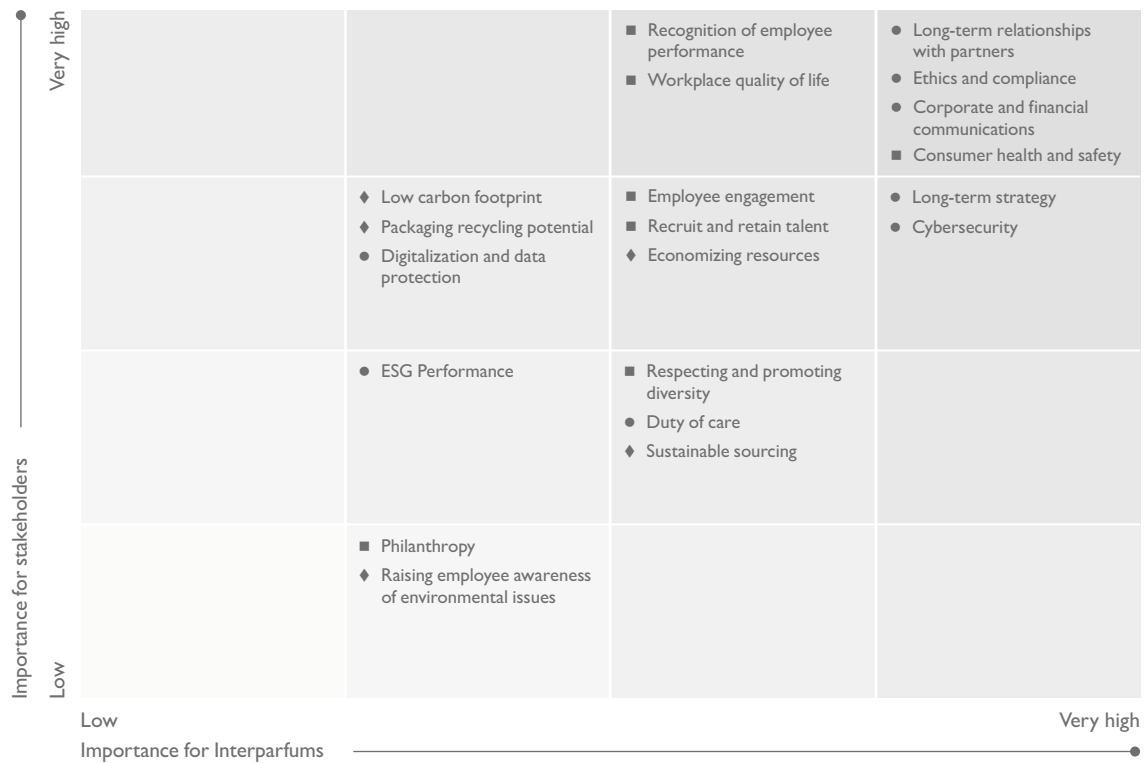 Very high
■ Recognition of employee
performance
■ Workplace quality of life
● Long-term relationships
with partners
● Ethics and compliance
● Corporate and financial
communications
■ Consumer health and safety
♦ Low carbon footprint
♦ Packaging recycling potential
● Digitalization and data
protection
■ Employee engagement
■ Recruit and retain talent
♦ Economizing resources
● Long-term strategy
● Cybersecurity
● ESG Performance
■ Respecting and promoting
diversity
● Duty of care
♦ Sustainable sourcing
■ Philanthropy
♦ Raising employee awareness
of environmental issues
Importance for stakeholders
Low
Low
Very high
Importance for Interparfums